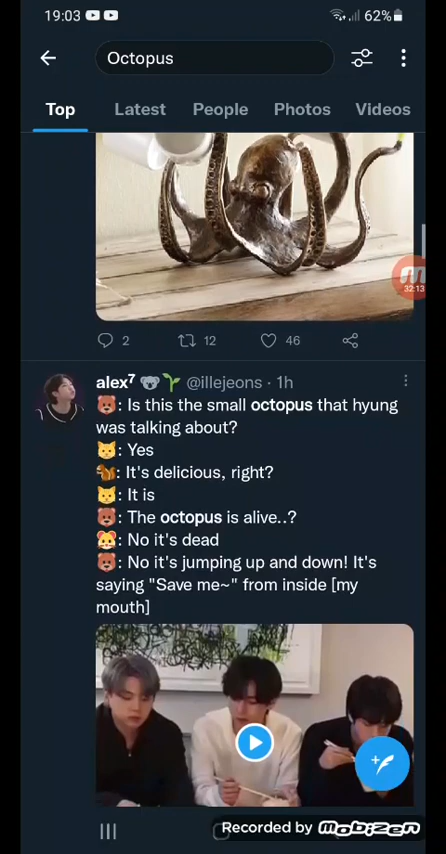 19:03 62%
Octopus
Top Latest People Photos Videos
32:13
2 12 46
alex⁷ 🐨🌱 @illejeons · 1h
🐻: Is this the small octopus that hyung
was talking about?
🐱: Yes
🐿️: It's delicious, right?
🐱: It is
🐻: The octopus is alive..?
🐹: No it's dead
🐻: No it's jumping up and down! It's
saying "Save me~" from inside [my
mouth]
Recorded by mobizen